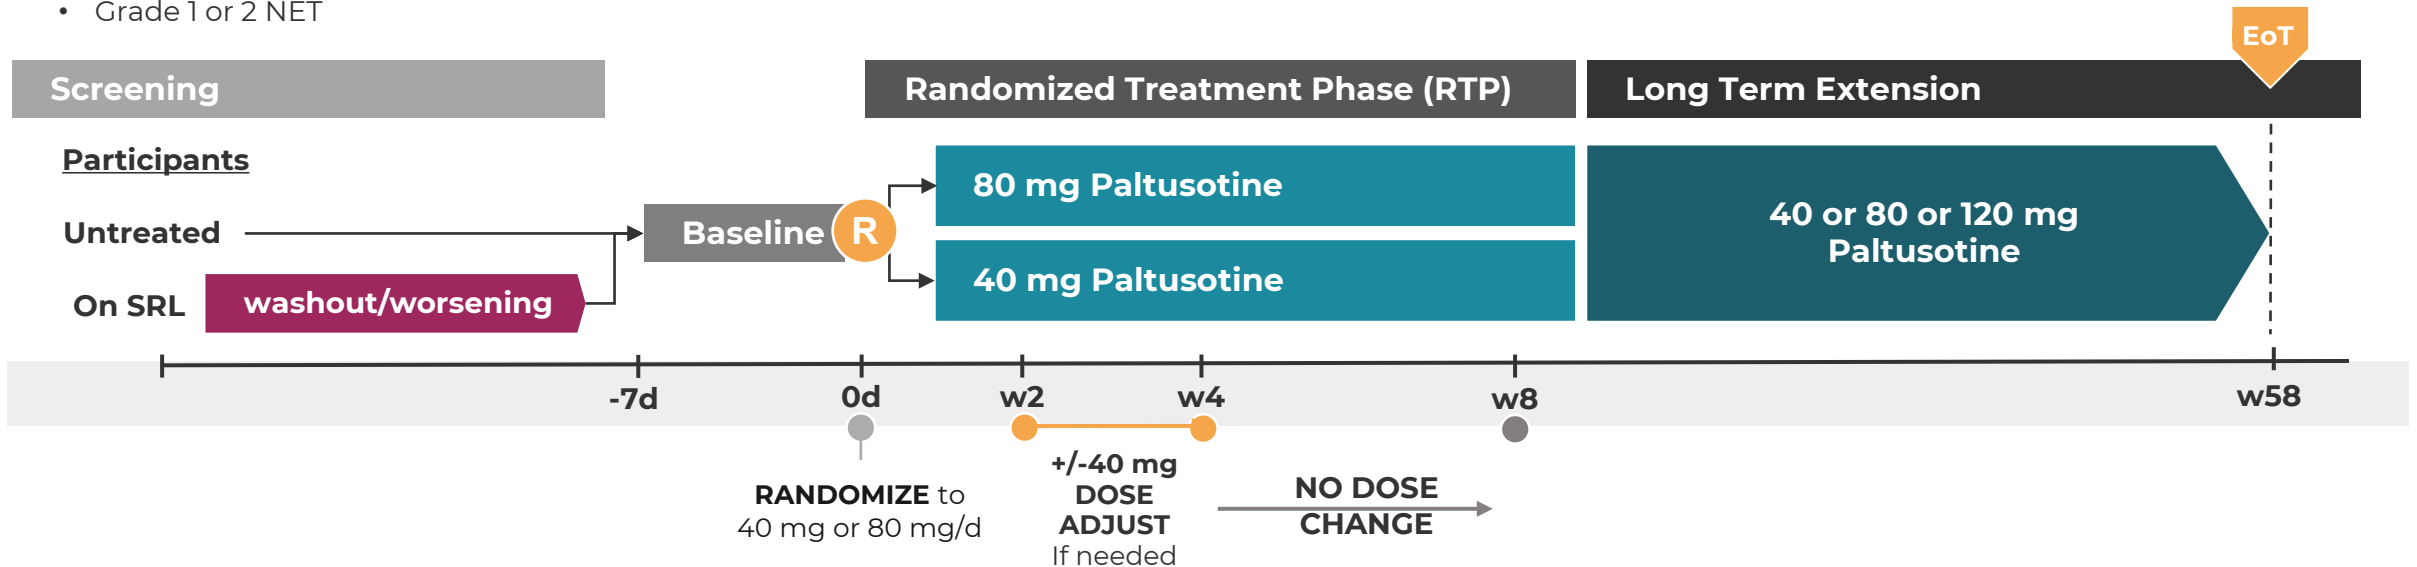 • Grade 1 or 2 NET
EoT
Screening
Randomized Treatment Phase (RTP)
Long Term Extension
Participants
Untreated
On SRL
washout/worsening
Baseline
R
80 mg Paltusotine
40 mg Paltusotine
40 or 80 or 120 mg
Paltusotine
-7d
0d
w2
w4
w8
w58
RANDOMIZE to
40 mg or 80 mg/d
+/-40 mg
DOSE
ADJUST
If needed
NO DOSE
CHANGE